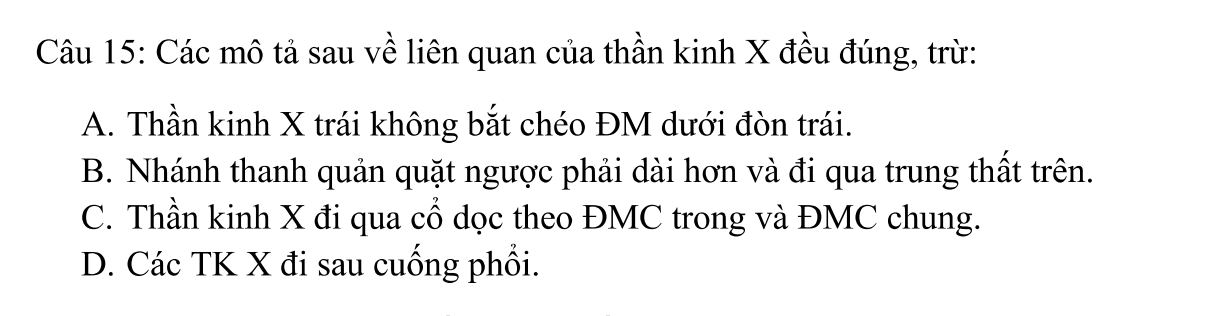 Câu 15: Các mô tả sau về liên quan của thần kinh X đều đúng, trừ:
A. Thần kinh X trái không bắt chéo ĐM dưới đòn trái.
B. Nhánh thanh quản quặt ngược phải dài hơn và đi qua trung thất trên.
C. Thần kinh X đi qua cổ dọc theo ĐMC trong và ĐMC chung.
D. Các TK X đi sau cuống phổi.